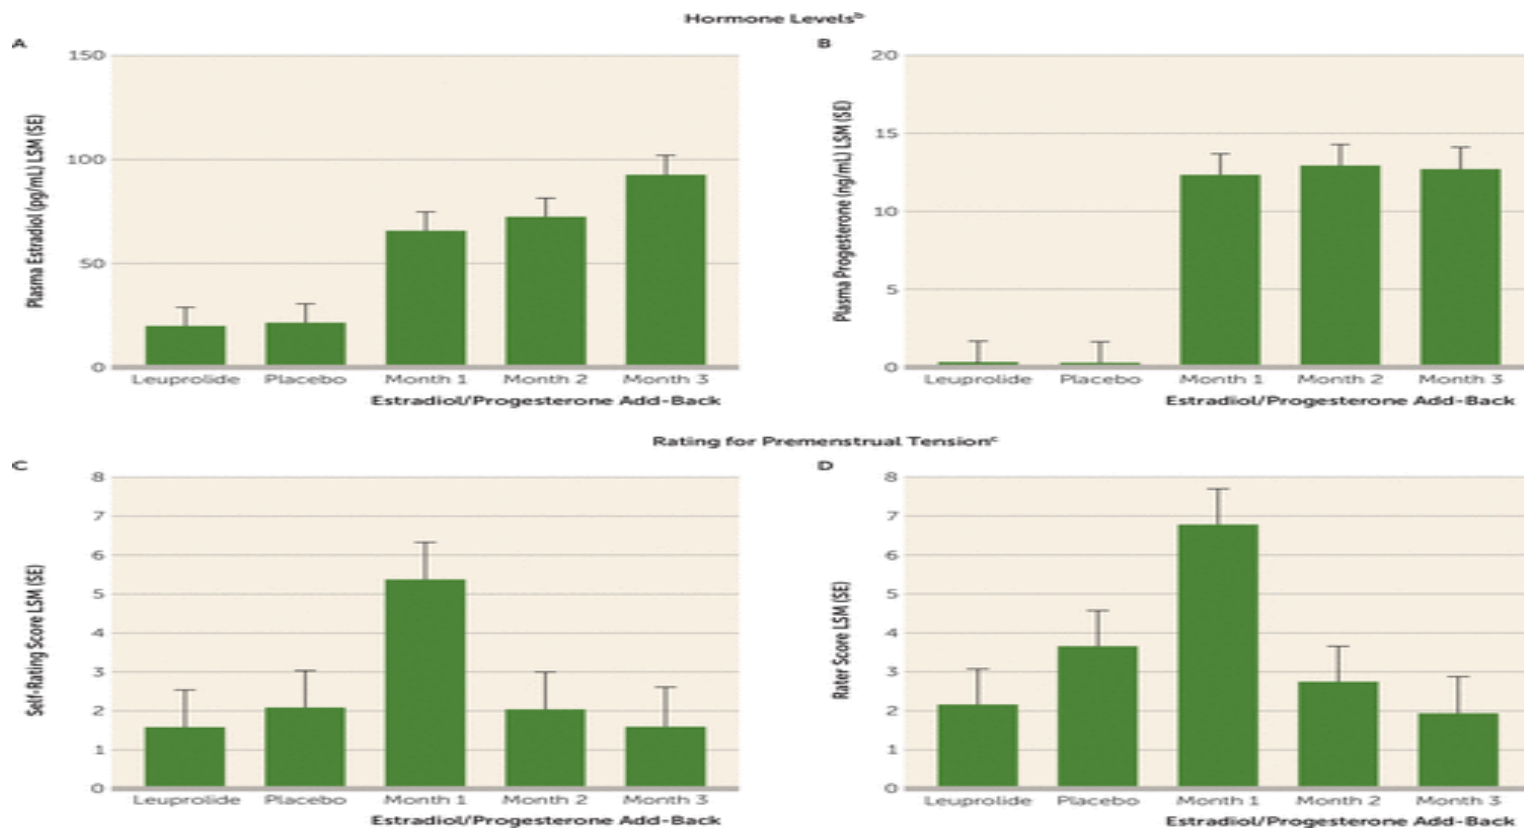 Hormone Levelsᵇ
A
Plasma Estradiol (pg/mL) LSM (SE)
150
100
50
0
Leuprolide Placebo Month 1 Month 2 Month 3
Estradiol/Progesterone Add-Back
B
Plasma Progesterone (ng/mL) LSM (SE)
20
15
10
5
0
Leuprolide Placebo Month 1 Month 2 Month 3
Estradiol/Progesterone Add-Back
Rating for Premenstrual Tensionᶜ
C
Self-Rating Score LSM (SE)
8
7
6
5
4
3
2
1
0
Leuprolide Placebo Month 1 Month 2 Month 3
Estradiol/Progesterone Add-Back
D
Rater Score LSM (SE)
8
7
6
5
4
3
2
1
0
Leuprolide Placebo Month 1 Month 2 Month 3
Estradiol/Progesterone Add-Back